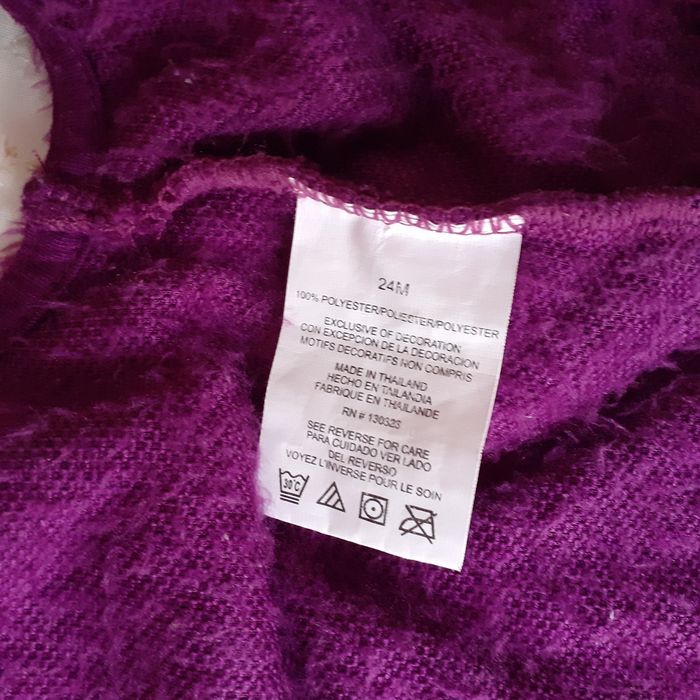 24M
100% POLYESTER/POLIESTER/POLYESTER
EXCLUSIVE OF DECORATION
CON EXCEPCION DE LA DECORACION
MOTIFS DECORATIFS NON COMPRIS
MADE IN THAILAND
HECHO EN TAILANDIA
FABRIQUE EN THAILANDE
RN # 130323
SEE REVERSE FOR CARE
PARA CUIDADO VER LADO
DEL REVERSO
VOYEZ L'INVERSE POUR LE SOIN
30°C